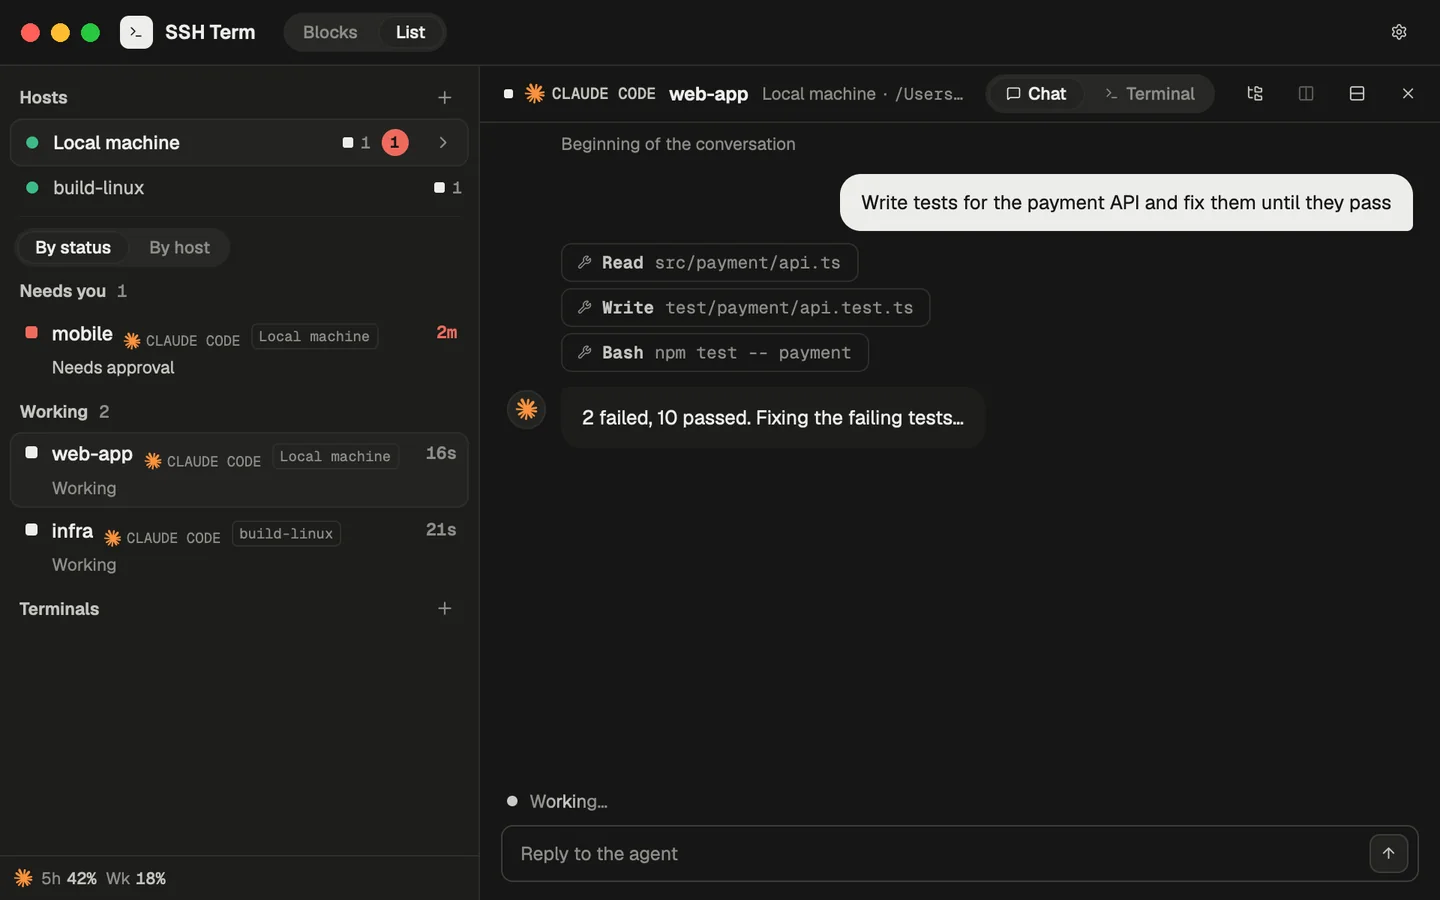 SSH Term
Blocks
List
Hosts
Local machine 1 1
build-linux 1
By status
By host
Needs you 1
mobile CLAUDE CODE Local machine 2m
Needs approval
Working 2
web-app CLAUDE CODE Local machine 16s
Working
infra CLAUDE CODE build-linux 21s
Working
Terminals
5h 42% Wk 18%
CLAUDE CODE web-app Local machine · /Users…
Chat
Terminal
Beginning of the conversation
Write tests for the payment API and fix them until they pass
Read src/payment/api.ts
Write test/payment/api.test.ts
Bash npm test -- payment
2 failed, 10 passed. Fixing the failing tests…
Working…
Reply to the agent